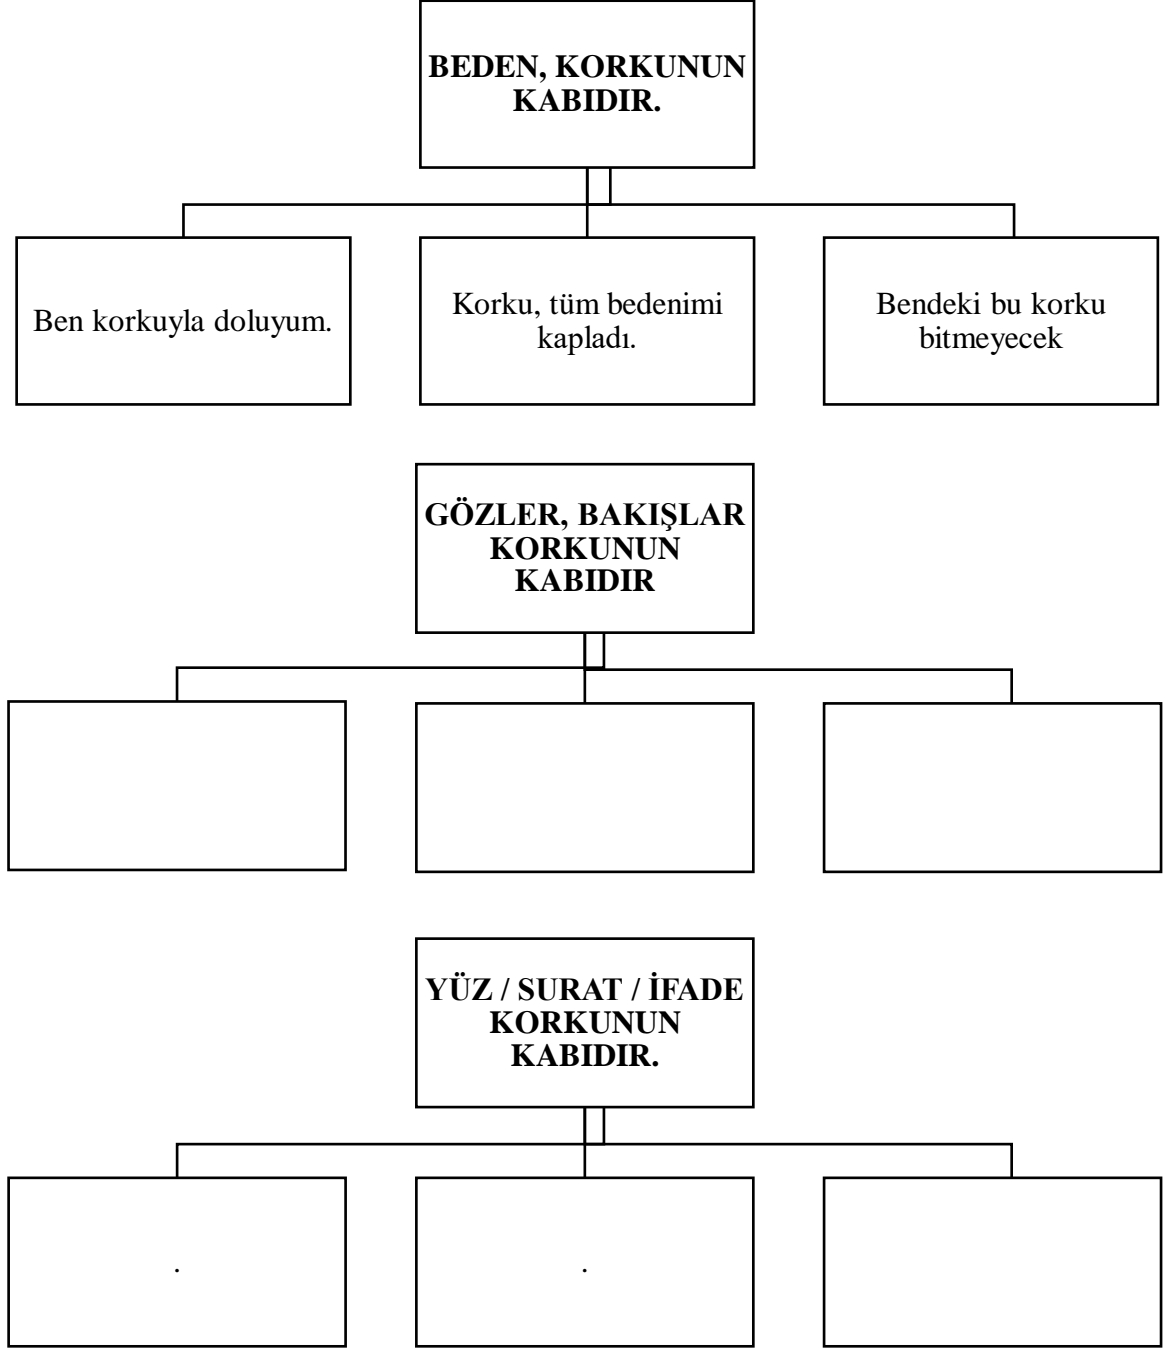 BEDEN, KORKUNUN
KABIDIR.
Ben korkuyla doluyum.
Korku, tüm bedenimi
kapladı.
Bendeki bu korku
bitmeyecek
GÖZLER, BAKIŞLAR
KORKUNUN
KABIDIR
YÜZ / SURAT / İFADE
KORKUNUN
KABIDIR.
.
.